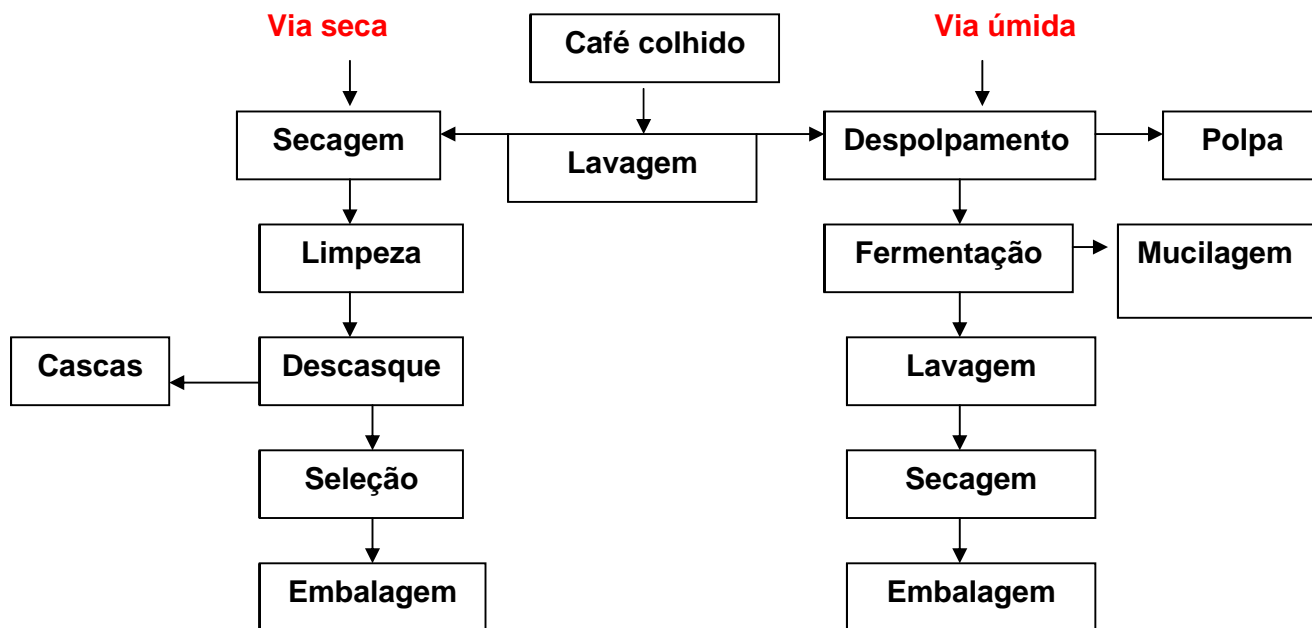 Via seca
Café colhido
Via úmida
Secagem
Lavagem
Despolpamento
Polpa
Limpeza
Fermentação
Mucilagem
Cascas
Descasque
Lavagem
Seleção
Secagem
Embalagem
Embalagem